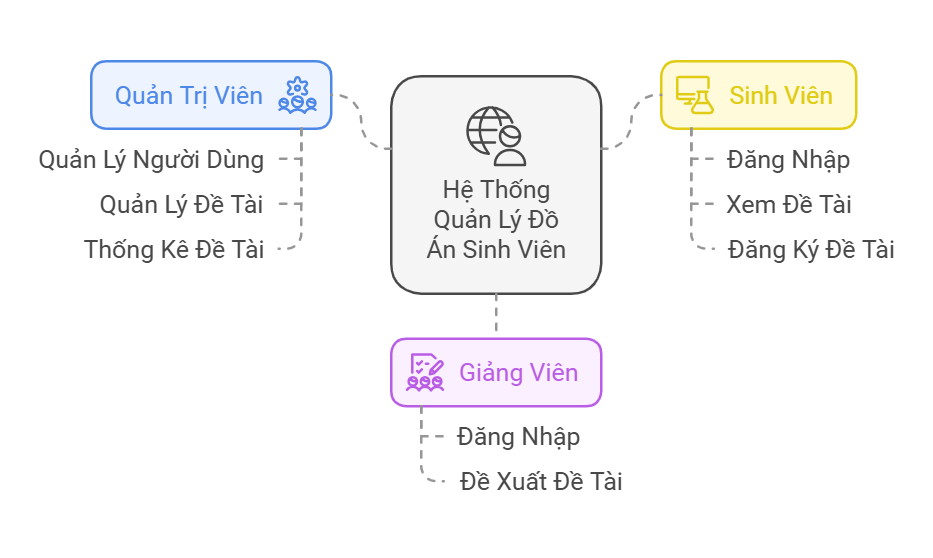 Quản Trị Viên
Quản Lý Người Dùng
Quản Lý Đề Tài
Thống Kê Đề Tài
Hệ Thống
Quản Lý Đồ
Án Sinh Viên
Sinh Viên
Đăng Nhập
Xem Đề Tài
Đăng Ký Đề Tài
Giảng Viên
Đăng Nhập
Đề Xuất Đề Tài